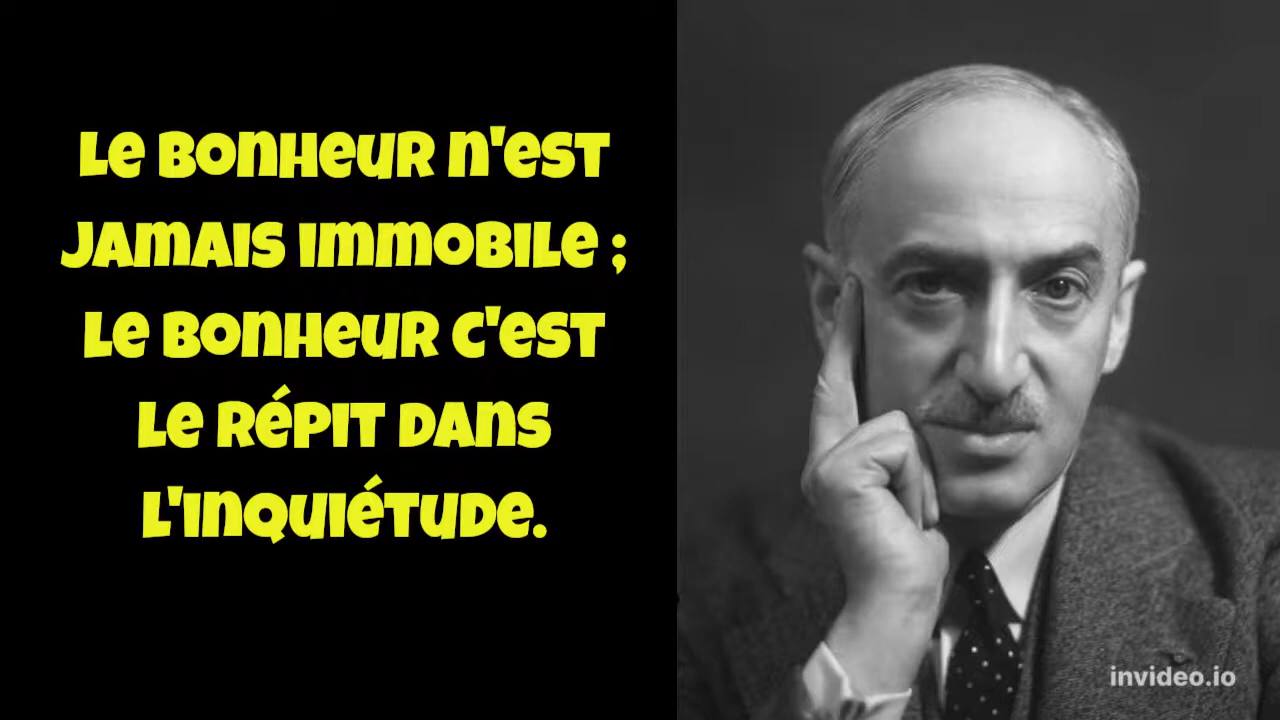 Le bonheur n'est
jamais immobile ;
le bonheur c'est
le répit dans
l'inquiétude.
invideo.io